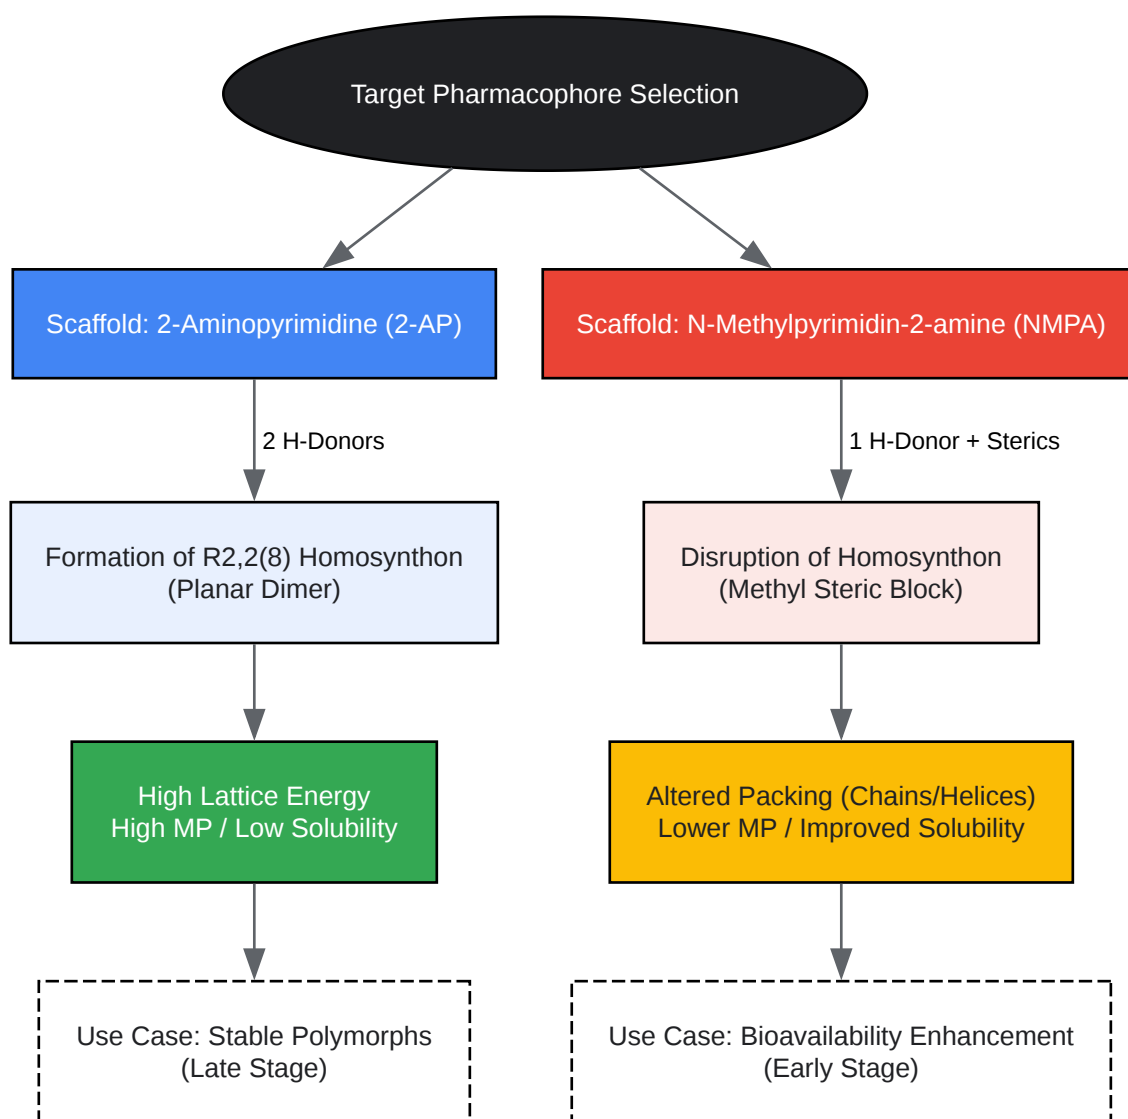 Target Pharmacophore Selection
Scaffold: 2-Aminopyrimidine (2-AP)
Scaffold: N-Methylpyrimidin-2-amine (NMPA)
2 H-Donors
1 H-Donor + Sterics
Formation of R2,2(8) Homosynthon
(Planar Dimer)
Disruption of Homosynthon
(Methyl Steric Block)
High Lattice Energy
High MP / Low Solubility
Altered Packing (Chains/Helices)
Lower MP / Improved Solubility
Use Case: Stable Polymorphs
(Late Stage)
Use Case: Bioavailability Enhancement
(Early Stage)